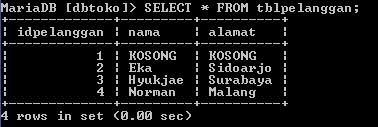 MariaDB [dbtoko]> SELECT * FROM tblpelanggan;
+-------------+---------+----------+
| idpelanggan | nama    | alamat   |
+-------------+---------+----------+
|           1 | KOSONG  | KOSONG   |
|           2 | Eka     | Sidoarjo |
|           3 | Hyukjae | Surabaya |
|           4 | Norman  | Malang   |
+-------------+---------+----------+
4 rows in set (0.00 sec)